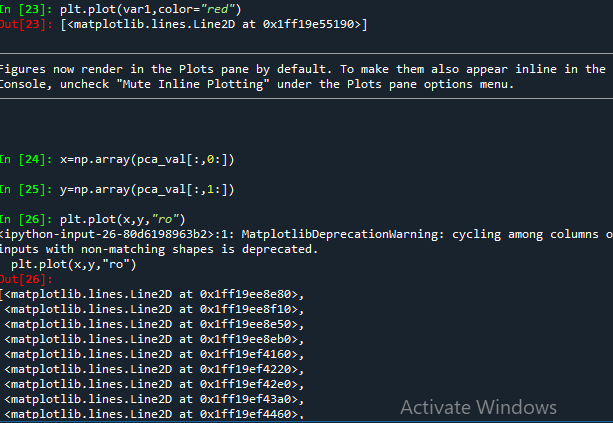 In [23]: plt.plot(var1,color="red")
Out[23]: [<matplotlib.lines.Line2D at 0x1ff19e55190>]
Figures now render in the Plots pane by default. To make them also appear inline in the
Console, uncheck "Mute Inline Plotting" under the Plots pane options menu.
In [24]: x=np.array(pca_val[:,0:])
In [25]: y=np.array(pca_val[:,1:])
In [26]: plt.plot(x,y,"ro")
<ipython-input-26-80d6198963b2>:1: MatplotlibDeprecationWarning: cycling among columns o
inputs with non-matching shapes is deprecated.
plt.plot(x,y,"ro")
Out[26]:
[<matplotlib.lines.Line2D at 0x1ff19ee8e80>,
<matplotlib.lines.Line2D at 0x1ff19ee8f10>,
<matplotlib.lines.Line2D at 0x1ff19ee8e50>,
<matplotlib.lines.Line2D at 0x1ff19ee8eb0>,
<matplotlib.lines.Line2D at 0x1ff19ef4160>,
<matplotlib.lines.Line2D at 0x1ff19ef4220>,
<matplotlib.lines.Line2D at 0x1ff19ef42e0>,
<matplotlib.lines.Line2D at 0x1ff19ef43a0>,
<matplotlib.lines.Line2D at 0x1ff19ef4460>,
Activate Windows